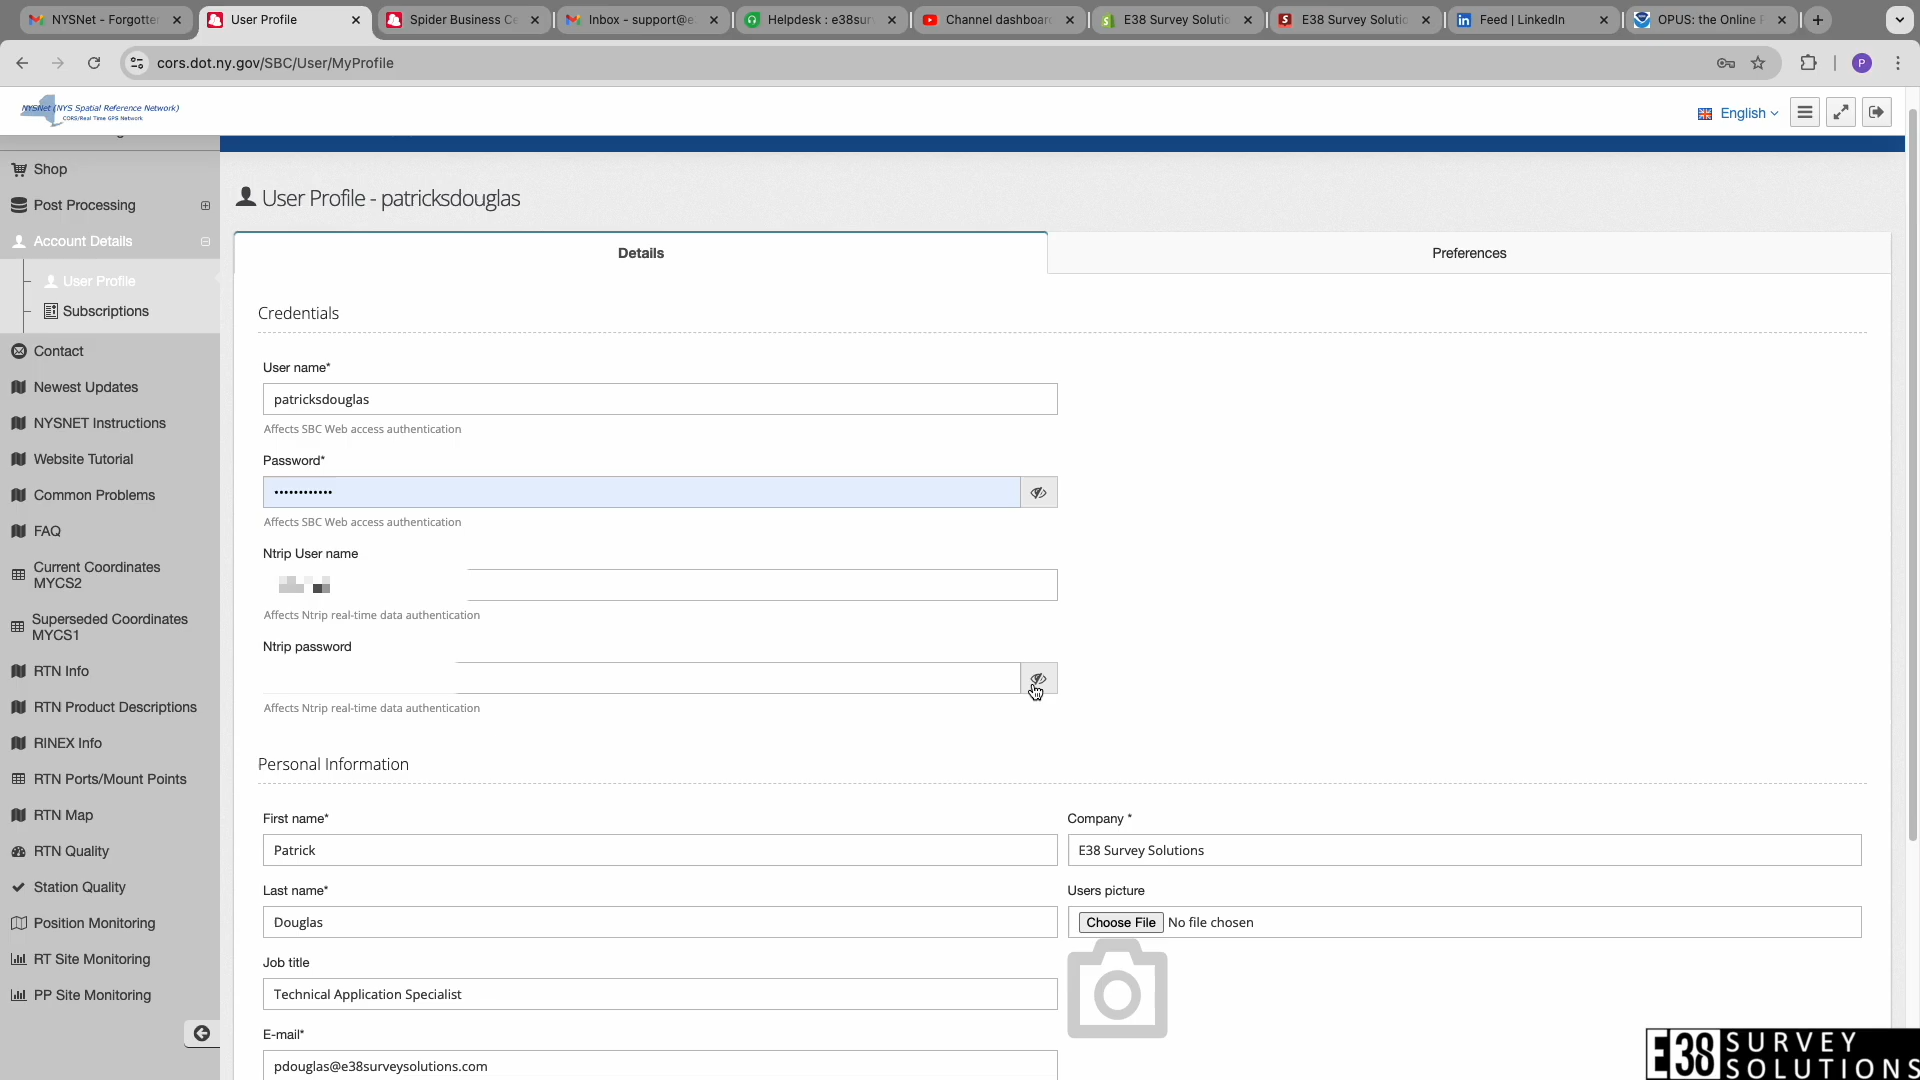 NYSNet - Forgotten
User Profile
Spider Business Ce
Inbox - support@e
Helpdesk : e38sur
Channel dashboard
E38 Survey Solutio
E38 Survey Solutio
Feed | LinkedIn
OPUS: the Online P
cors.dot.ny.gov/SBC/User/MyProfile
P
NYSNet (NYS Spatial Reference Network)
CORS/Real Time GPS Network
English
Shop
Post Processing
Account Details
User Profile
Subscriptions
Contact
Newest Updates
NYSNET Instructions
Website Tutorial
Common Problems
FAQ
Current Coordinates
MYCS2
Superseded Coordinates
MYCS1
RTN Info
RTN Product Descriptions
RINEX Info
RTN Ports/Mount Points
RTN Map
RTN Quality
Station Quality
Position Monitoring
RT Site Monitoring
PP Site Monitoring
User Profile - patricksdouglas
Details
Preferences
Credentials
User name*
patricksdouglas
Affects SBC Web access authentication
Password*
••••••••••••
Affects SBC Web access authentication
Ntrip User name
Affects Ntrip real-time data authentication
Ntrip password
Affects Ntrip real-time data authentication
Personal Information
First name*
Patrick
Company *
E38 Survey Solutions
Last name*
Douglas
Users picture
Choose File No file chosen
Job title
Technical Application Specialist
E-mail*
pdouglas@e38surveysolutions.com
E38 SURVEY
SOLUTIONS